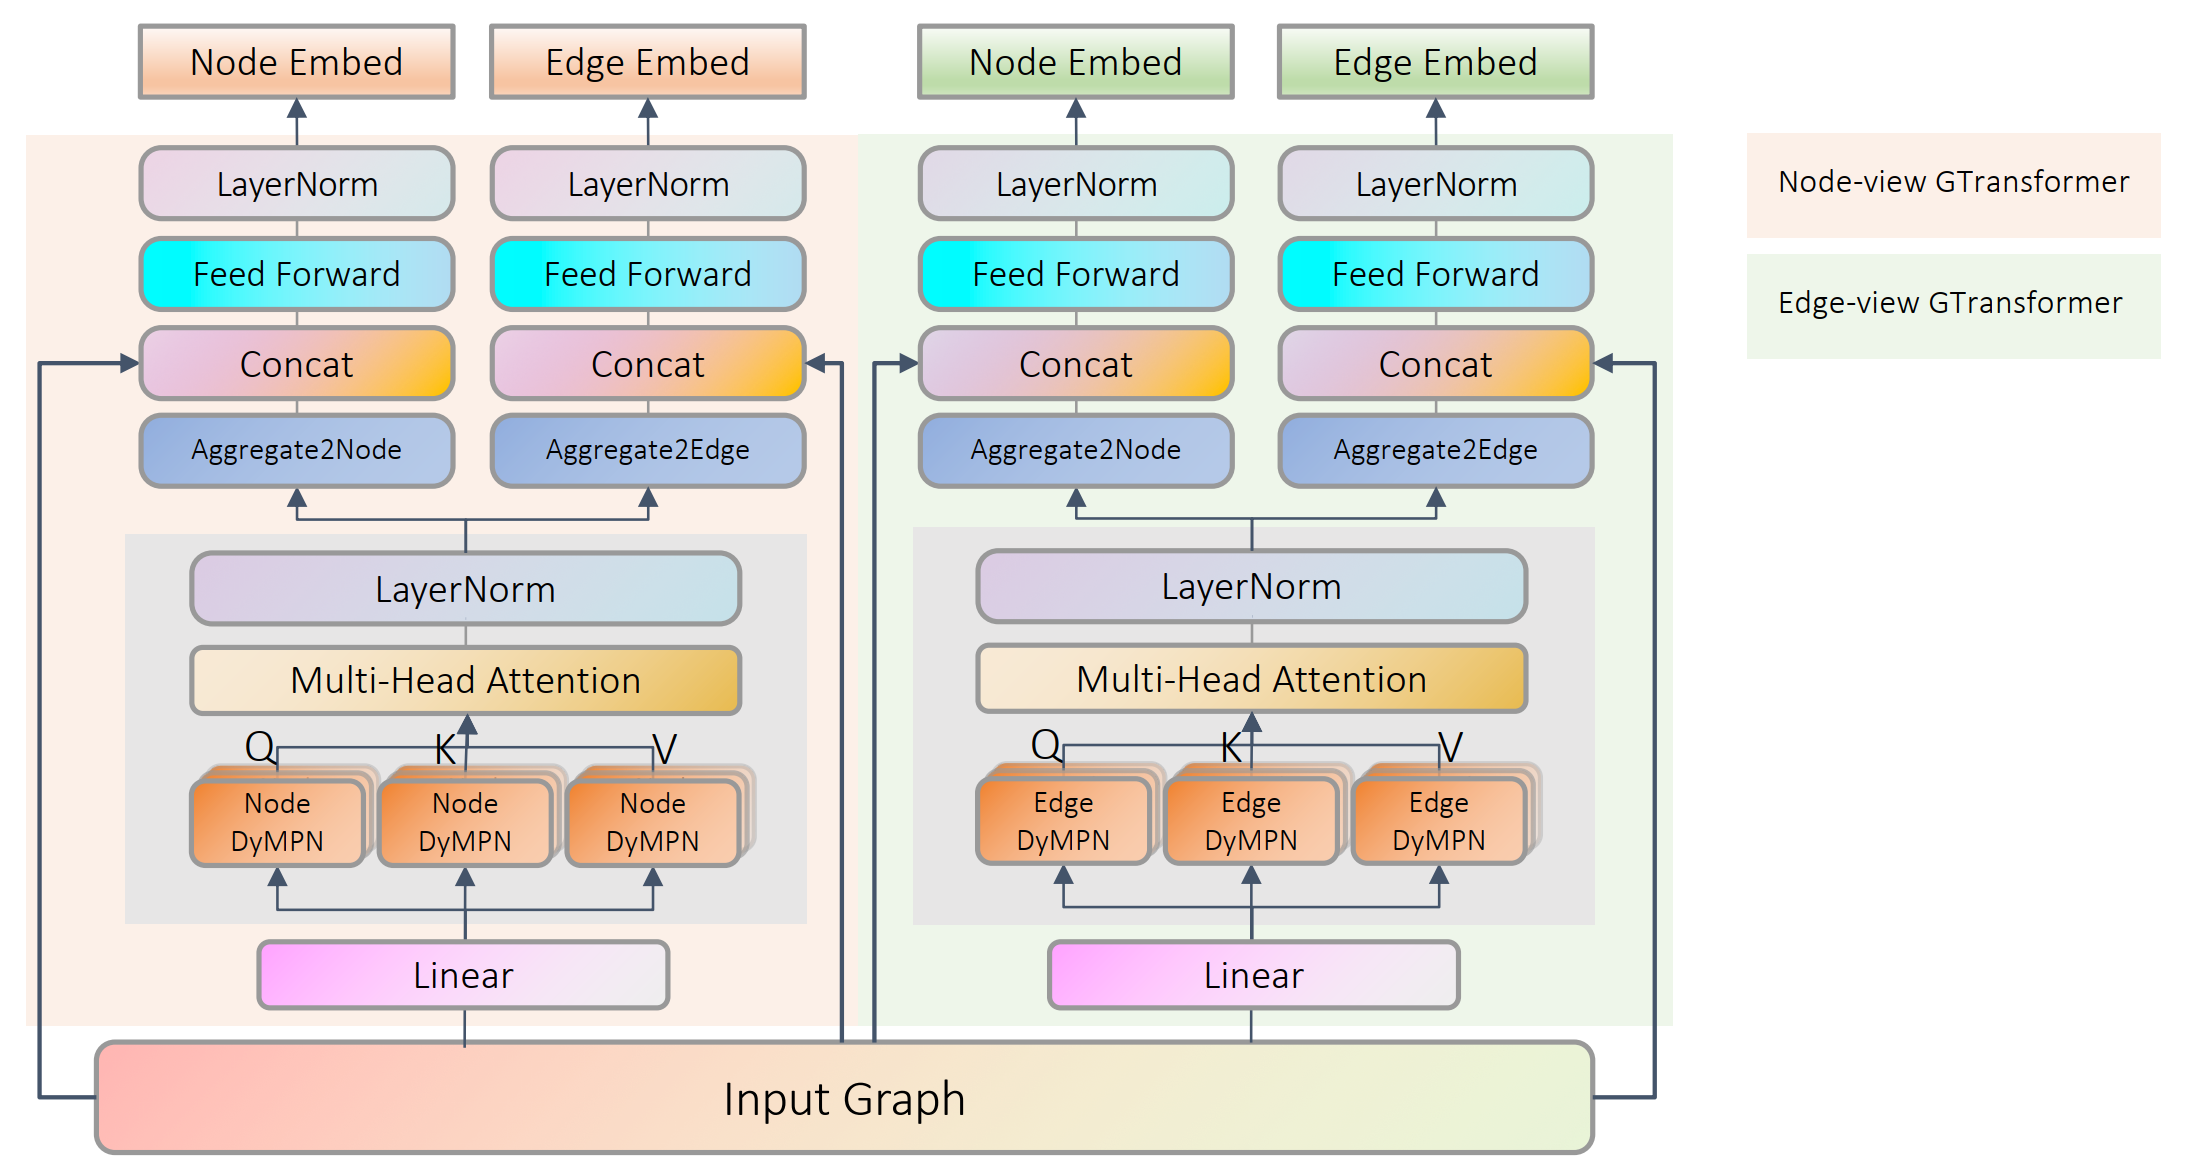 Node Embed
Edge Embed
Node Embed
Edge Embed
LayerNorm
LayerNorm
LayerNorm
LayerNorm
Node-view GTransformer
Feed Forward
Feed Forward
Feed Forward
Feed Forward
Edge-view GTransformer
Concat
Concat
Concat
Concat
Aggregate2Node
Aggregate2Edge
Aggregate2Node
Aggregate2Edge
LayerNorm
LayerNorm
Multi-Head Attention
Multi-Head Attention
Q
K
V
Q
K
V
Node
DyMPN
Node
DyMPN
Node
DyMPN
Edge
DyMPN
Edge
DyMPN
Edge
DyMPN
Linear
Linear
Input Graph